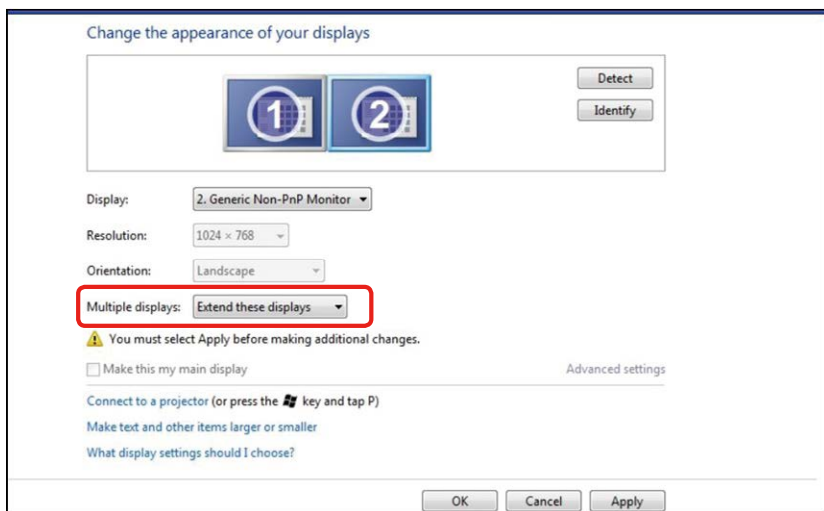 Change the appearance of your displays
1
2
Detect
Identify
Display:
2. Generic Non-PnP Monitor
Resolution:
1024 × 768
Orientation:
Landscape
Multiple displays:
Extend these displays
You must select Apply before making additional changes.
Make this my main display
Advanced settings
Connect to a projector (or press the key and tap P)
Make text and other items larger or smaller
What display settings should I choose?
OK
Cancel
Apply